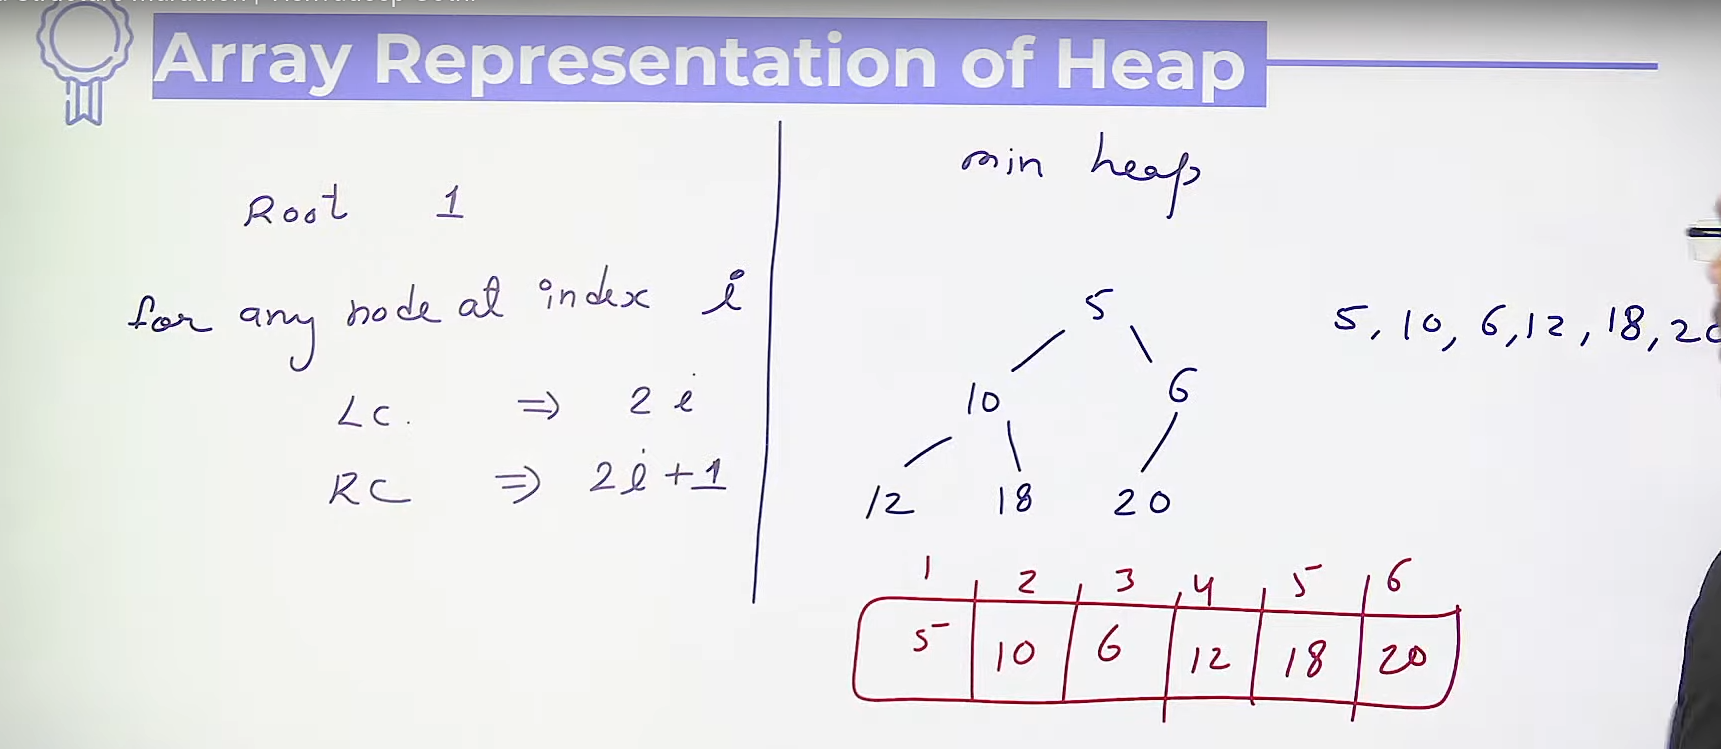 Array Representation of Heap
Root 1
for any node at index i
LC. ⇒ 2i
RC ⇒ 2i+1
min heap
5
10 6
12 18 20
5, 10, 6, 12, 18, 20
1 2 3 4 5 6
5 10 6 12 18 20